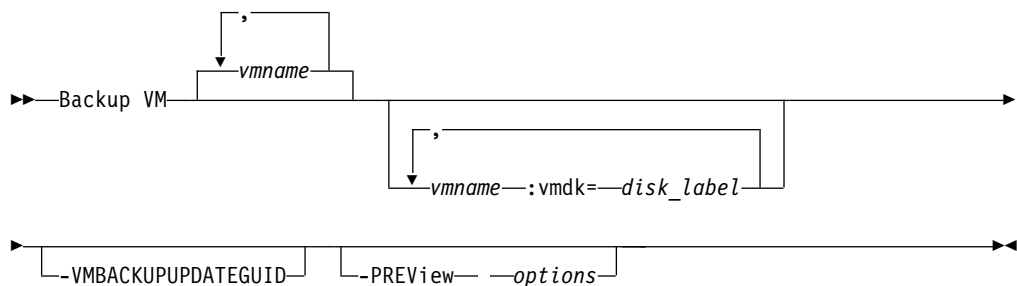 ,
vmname
Backup VM
,
vmname :vmdk= disk_label
-VMBACKUPUPDATEGUID -PREView options